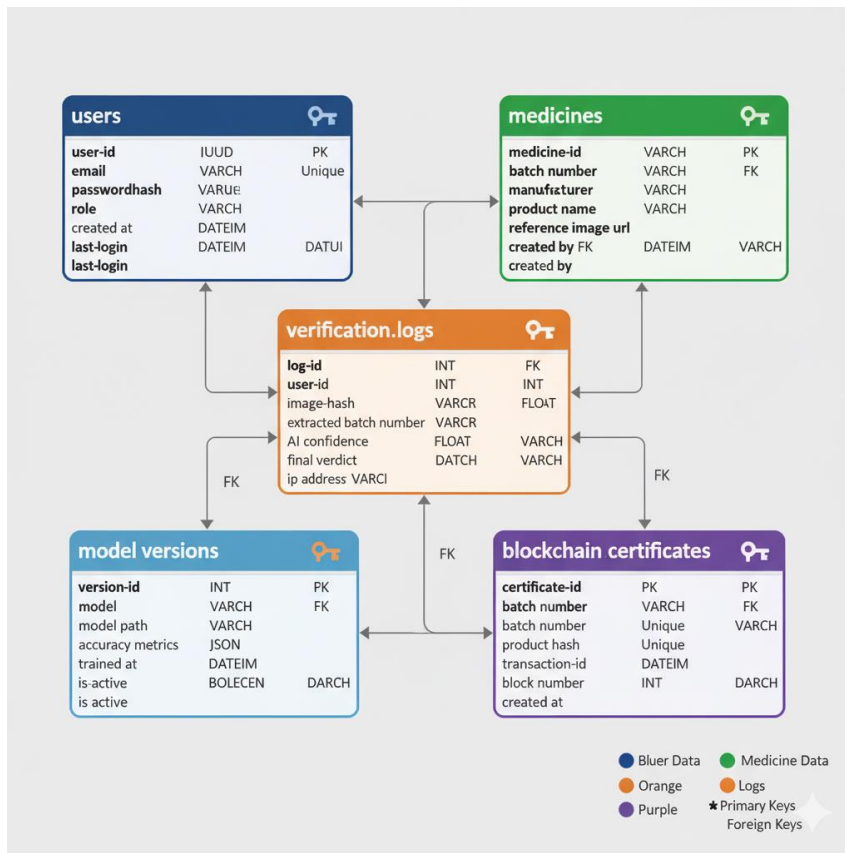 users
user-id IUUD PK
email VARCH Unique
passwordhash VARUE
role VARCH
created at DATEIM
last-login DATEIM DATUI
last-login
medicines
medicine-id VARCH PK
batch number VARCH FK
manufacturer VARCH
product name VARCH
reference image url
created by FK DATEIM VARCH
created by
verification.logs
log-id INT FK
user-id INT INT
image-hash VARCR FLOAT
extracted batch number VARCR
AI confidence FLOAT VARCH
final verdict DATCH VARCH
ip address VARCI
FK
FK
FK
model versions
version-id INT PK
model VARCH FK
model path VARCH
accuracy metrics JSON
trained at DATEIM
is-active BOLECEN DARCH
is active
blockchain certificates
certificate-id PK PK
batch number VARCH FK
batch number Unique VARCH
product hash Unique
transaction-id DATEIM
block number INT DARCH
created at
Bluer Data Medicine Data
Orange Logs
Purple *Primary Keys
Foreign Keys